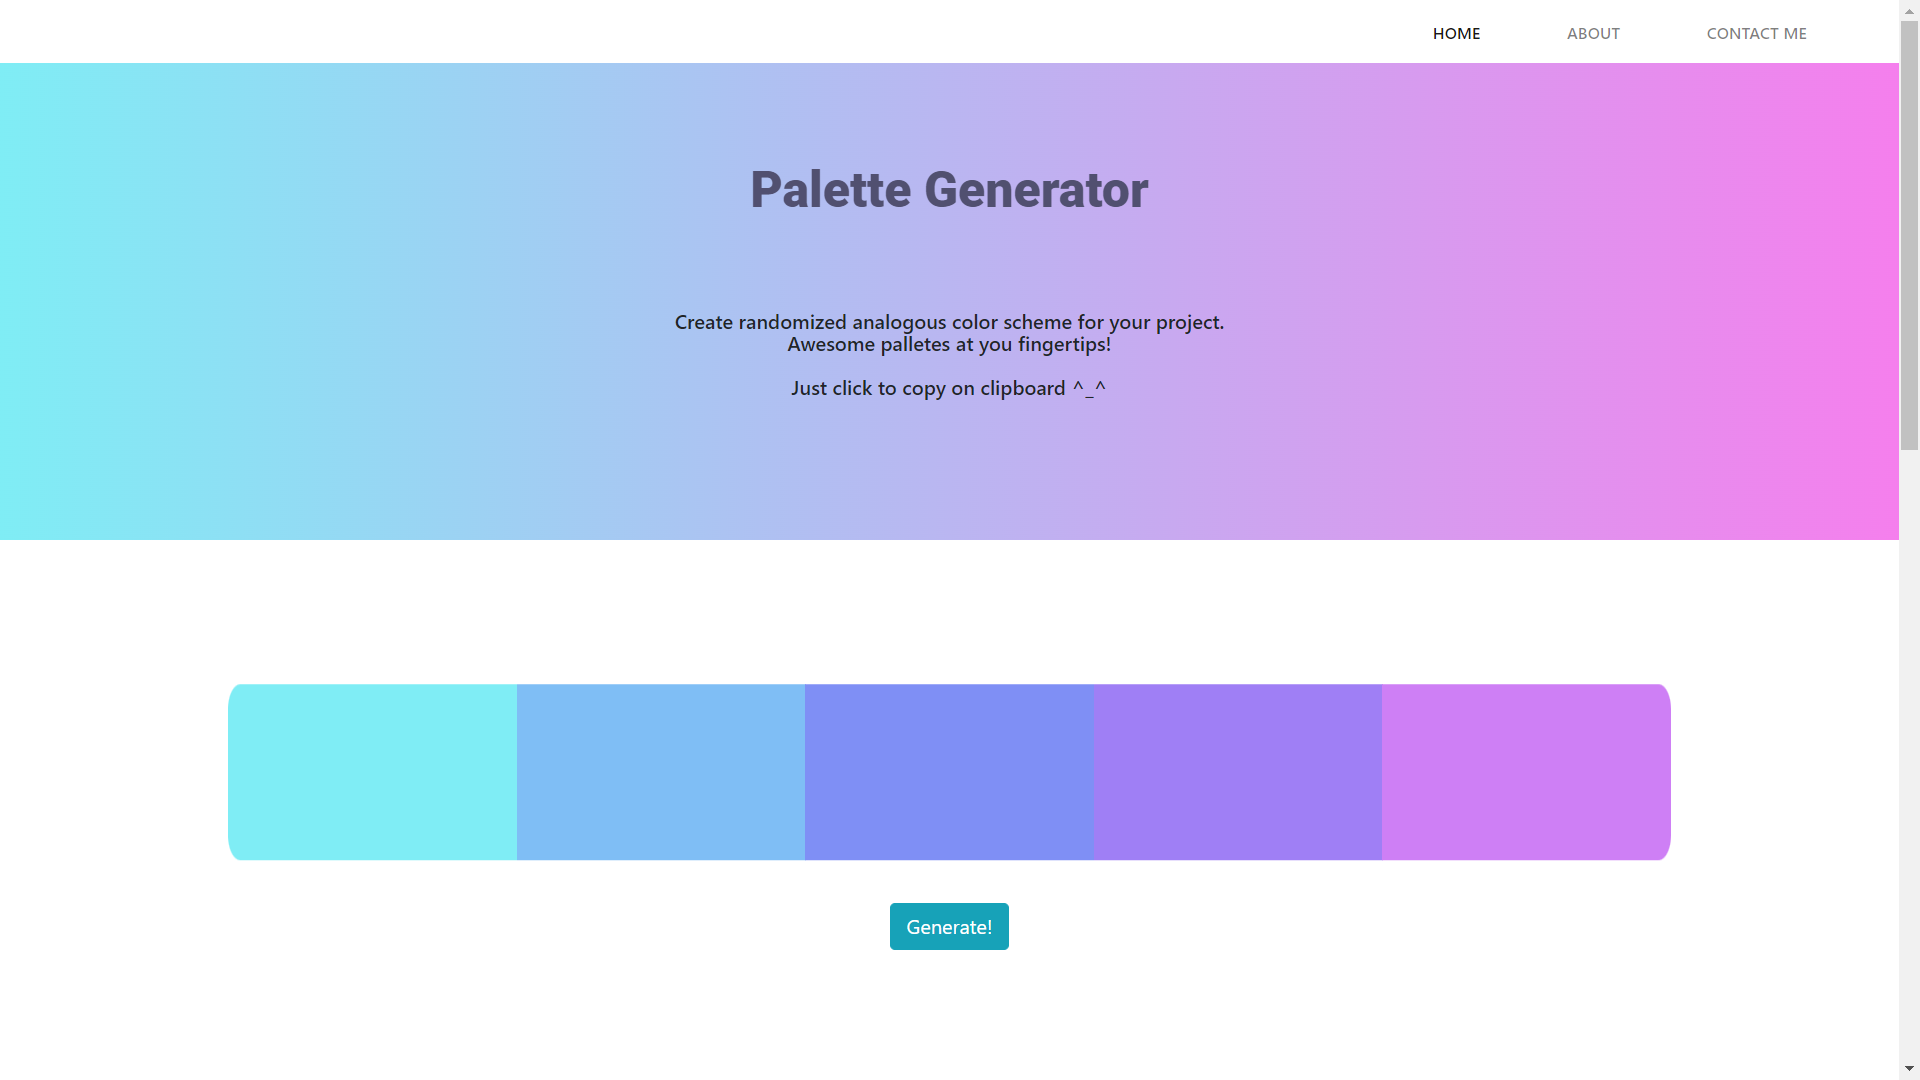 HOME ABOUT CONTACT ME
Palette Generator
Create randomized analogous color scheme for your project.
Awesome palletes at you fingertips!
Just click to copy on clipboard ^_^
Generate!